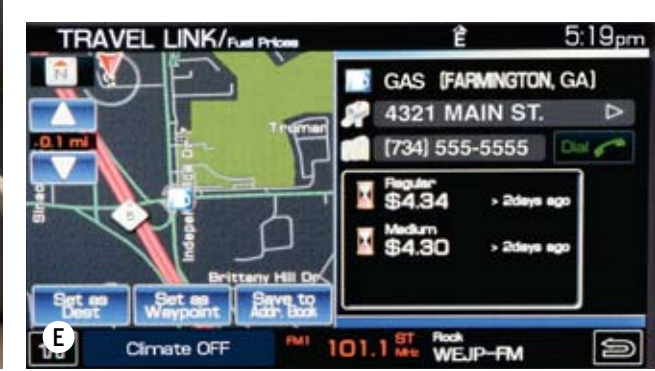 TRAVEL LINK/Fuel Prices
E
5:19pm
N
-0.1 mi
Truman
5
Brittany Hill Dr
Set as Dest
Set as Waypoint
Save to Addr. Book
GAS (FARMINGTON, GA)
4321 MAIN ST.
(734) 555-5555
Dial
Regular
$4.34 > 2days ago
Medium
$4.30 > 2days ago
E
Climate OFF
FM1 101.1 ST MHz
Rock
WEJP-FM